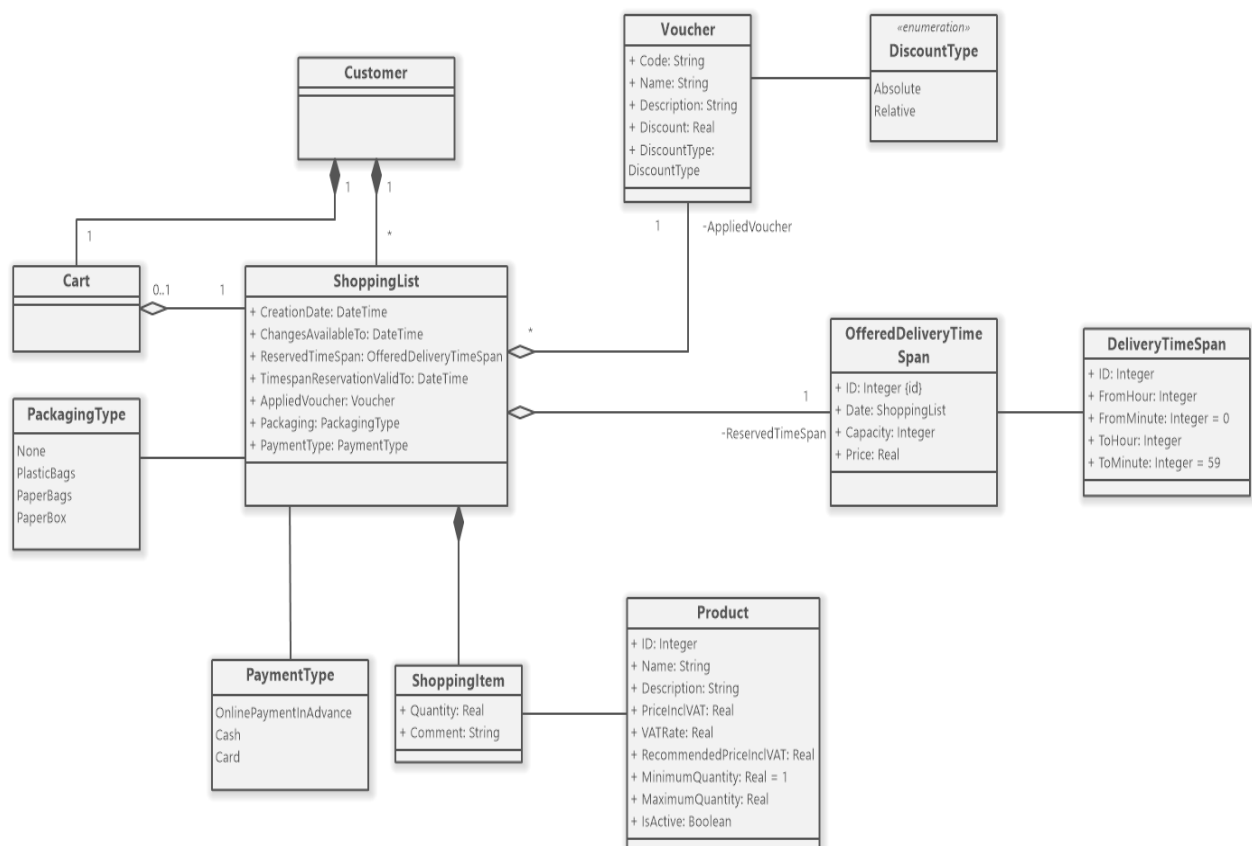 Customer
1
1
1
*
Cart
0..1
1
ShoppingList
+ CreationDate: DateTime
+ ChangesAvailableTo: DateTime
+ ReservedTimeSpan: OfferedDeliveryTimeSpan
+ TimespanReservationValidTo: DateTime
+ AppliedVoucher: Voucher
+ Packaging: PackagingType
+ PaymentType: PaymentType
Voucher
+ Code: String
+ Name: String
+ Description: String
+ Discount: Real
+ DiscountType:
DiscountType
«enumeration»
DiscountType
Absolute
Relative
1
-AppliedVoucher
*
1
-ReservedTimeSpan
OfferedDeliveryTime
Span
+ ID: Integer {id}
+ Date: ShoppingList
+ Capacity: Integer
+ Price: Real
DeliveryTimeSpan
+ ID: Integer
+ FromHour: Integer
+ FromMinute: Integer = 0
+ ToHour: Integer
+ ToMinute: Integer = 59
PackagingType
None
PlasticBags
PaperBags
PaperBox
PaymentType
OnlinePaymentInAdvance
Cash
Card
ShoppingItem
+ Quantity: Real
+ Comment: String
Product
+ ID: Integer
+ Name: String
+ Description: String
+ PriceInclVAT: Real
+ VATRate: Real
+ RecommendedPriceInclVAT: Real
+ MinimumQuantity: Real = 1
+ MaximumQuantity: Real
+ IsActive: Boolean